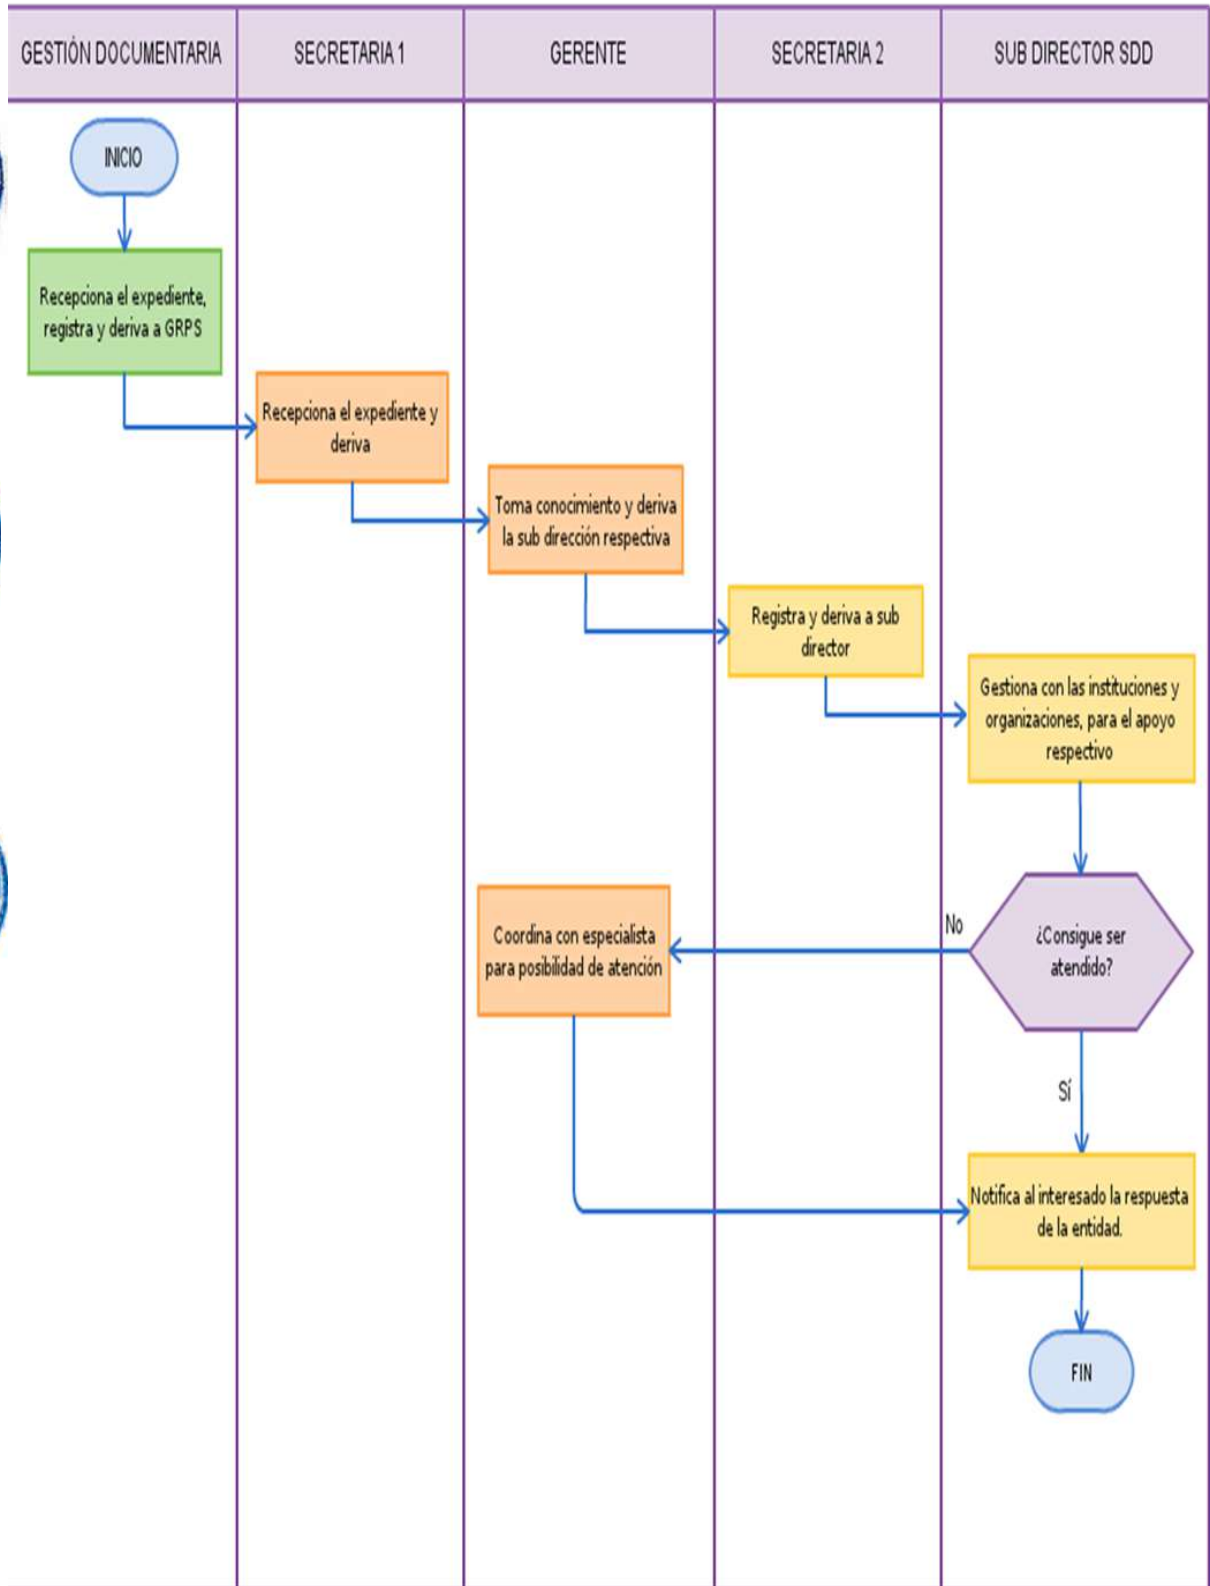 GESTIÓN DOCUMENTARIA
SECRETARIA 1
GERENTE
SECRETARIA 2
SUB DIRECTOR SDD
INICIO
Recepciona el expediente,
registra y deriva a GRPS
Recepciona el expediente y
deriva
Toma conocimiento y deriva
la sub dirección respectiva
Registra y deriva a sub
director
Gestiona con las instituciones y
organizaciones, para el apoyo
respectivo
¿Consigue ser
atendido?
No
Coordina con especialista
para posibilidad de atención
Sí
Notifica al interesado la respuesta
de la entidad.
FIN